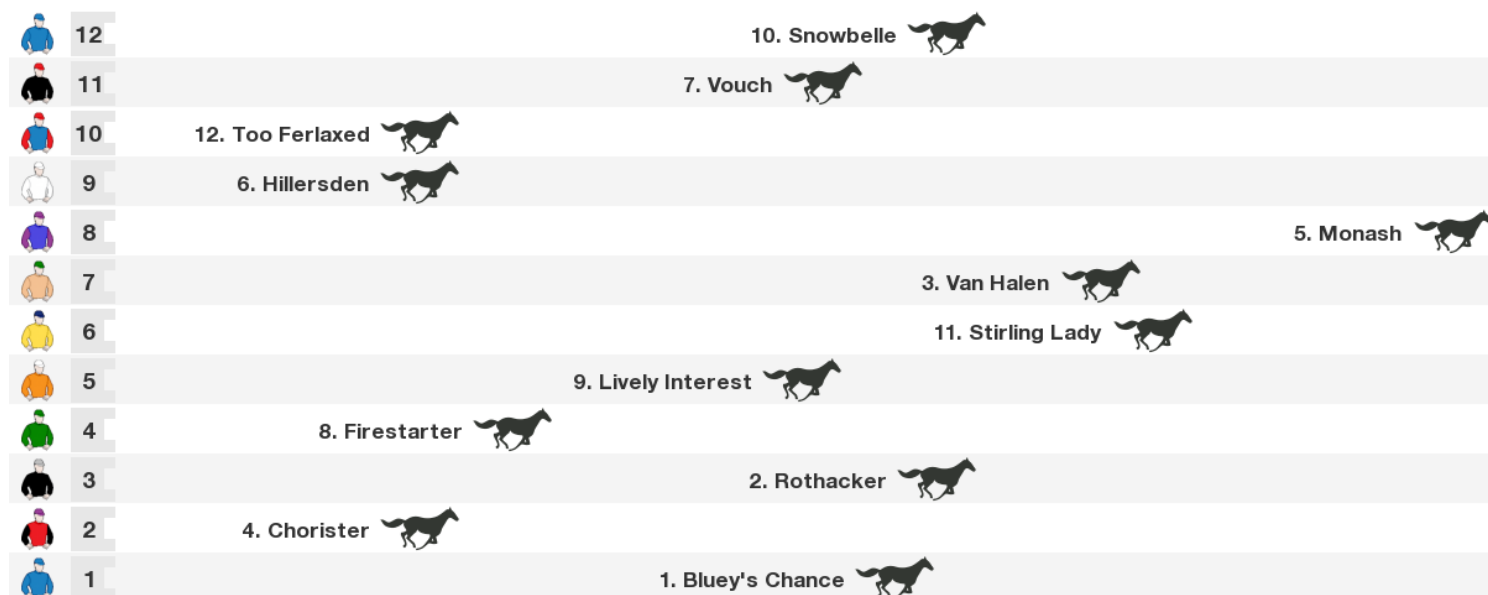 12 10. Snowbelle
11 7. Vouch
10 12. Too Ferlaxed
9 6. Hillersden
8 5. Monash
7 3. Van Halen
6 11. Stirling Lady
5 9. Lively Interest
4 8. Firestarter
3 2. Rothacker
2 4. Chorister
1 1. Bluey's Chance